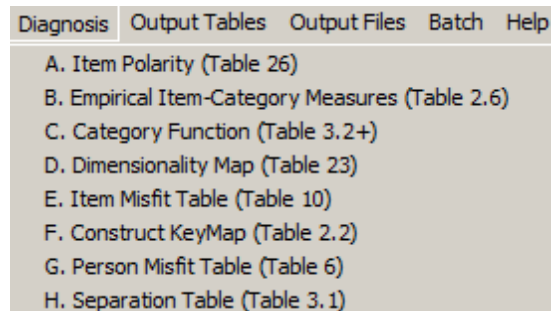 Diagnosis Output Tables Output Files Batch Help
A. Item Polarity (Table 26)
B. Empirical Item-Category Measures (Table 2.6)
C. Category Function (Table 3.2+)
D. Dimensionality Map (Table 23)
E. Item Misfit Table (Table 10)
F. Construct KeyMap (Table 2.2)
G. Person Misfit Table (Table 6)
H. Separation Table (Table 3.1)